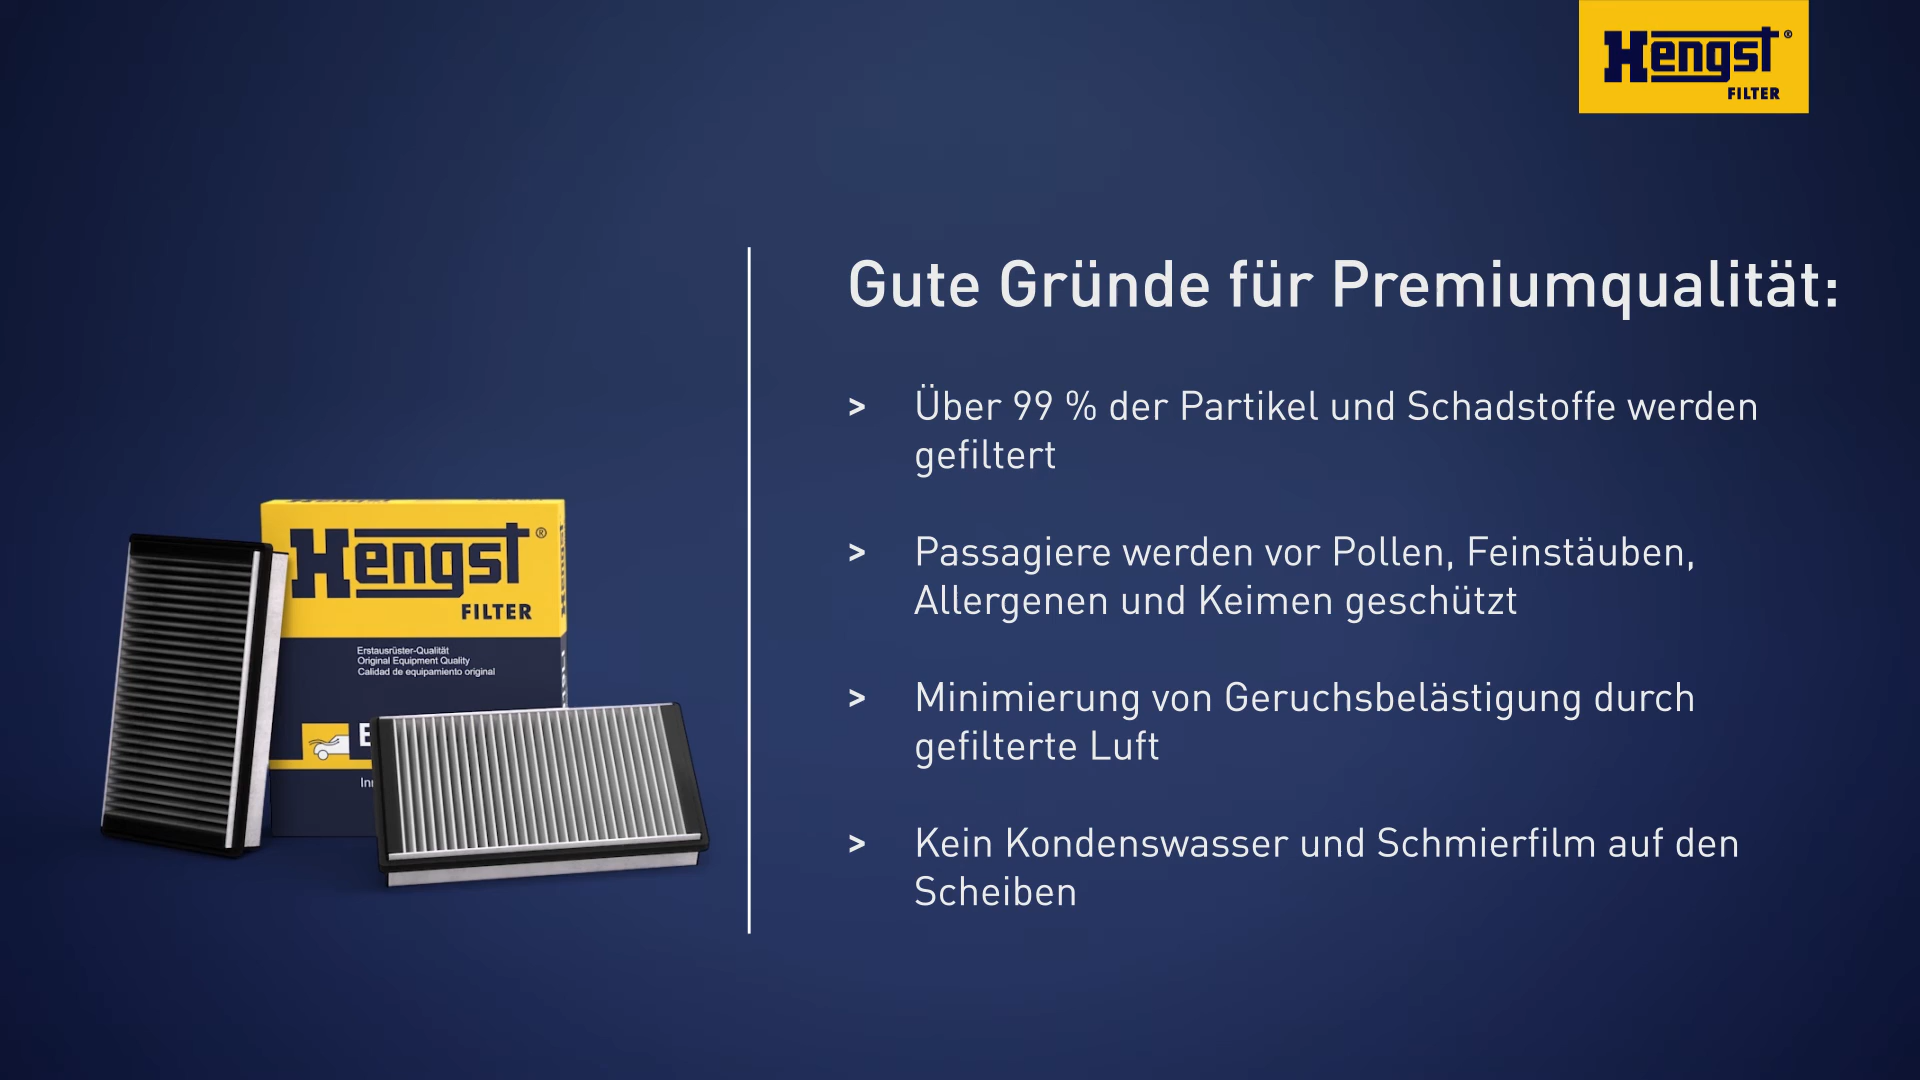 Hengst®
FILTER
Gute Gründe für Premiumqualität:
> Über 99 % der Partikel und Schadstoffe werden
gefiltert
> Passagiere werden vor Pollen, Feinstäuben,
Allergenen und Keimen geschützt
> Minimierung von Geruchsbelästigung durch
gefilterte Luft
> Kein Kondenswasser und Schmierfilm auf den
Scheiben
Hengst®
FILTER
Erstausrüster-Qualität
Original Equipment Quality
Calidad de equipamiento original